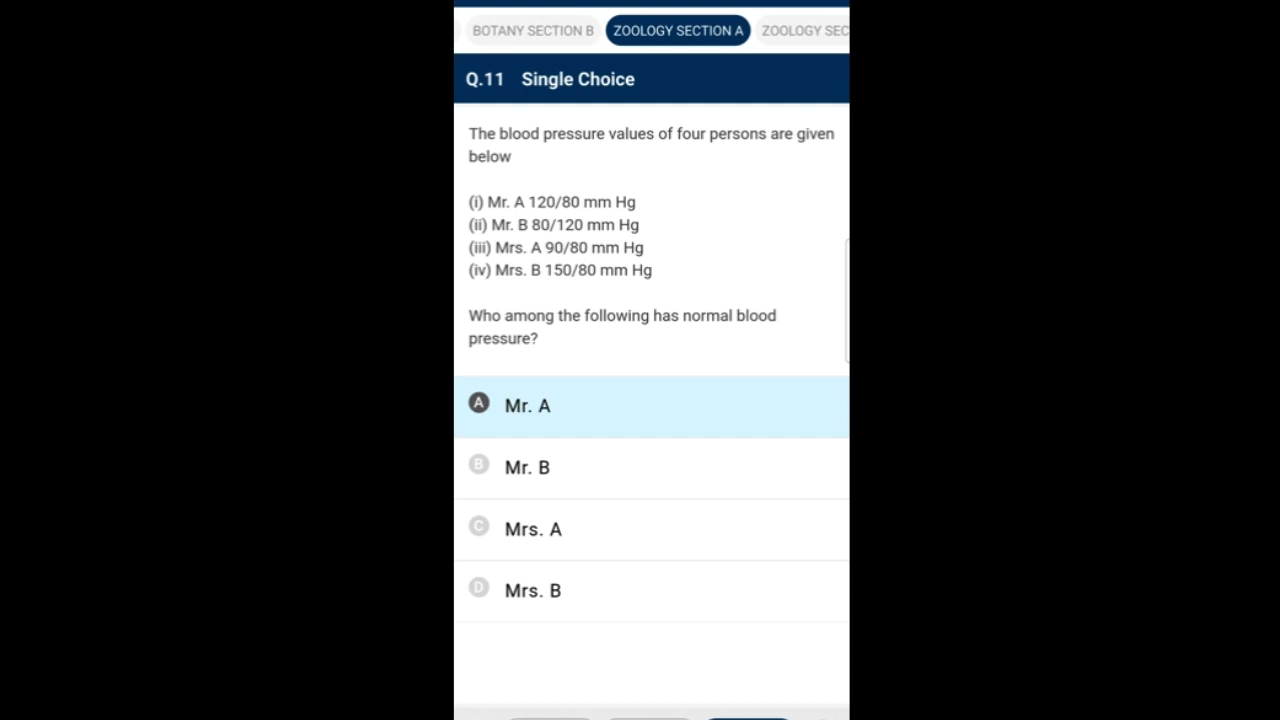 BOTANY SECTION B ZOOLOGY SECTION A ZOOLOGY SEC
Q.11 Single Choice
The blood pressure values of four persons are given
below
(i) Mr. A 120/80 mm Hg
(ii) Mr. B 80/120 mm Hg
(iii) Mrs. A 90/80 mm Hg
(iv) Mrs. B 150/80 mm Hg
Who among the following has normal blood
pressure?
A Mr. A
B Mr. B
C Mrs. A
D Mrs. B